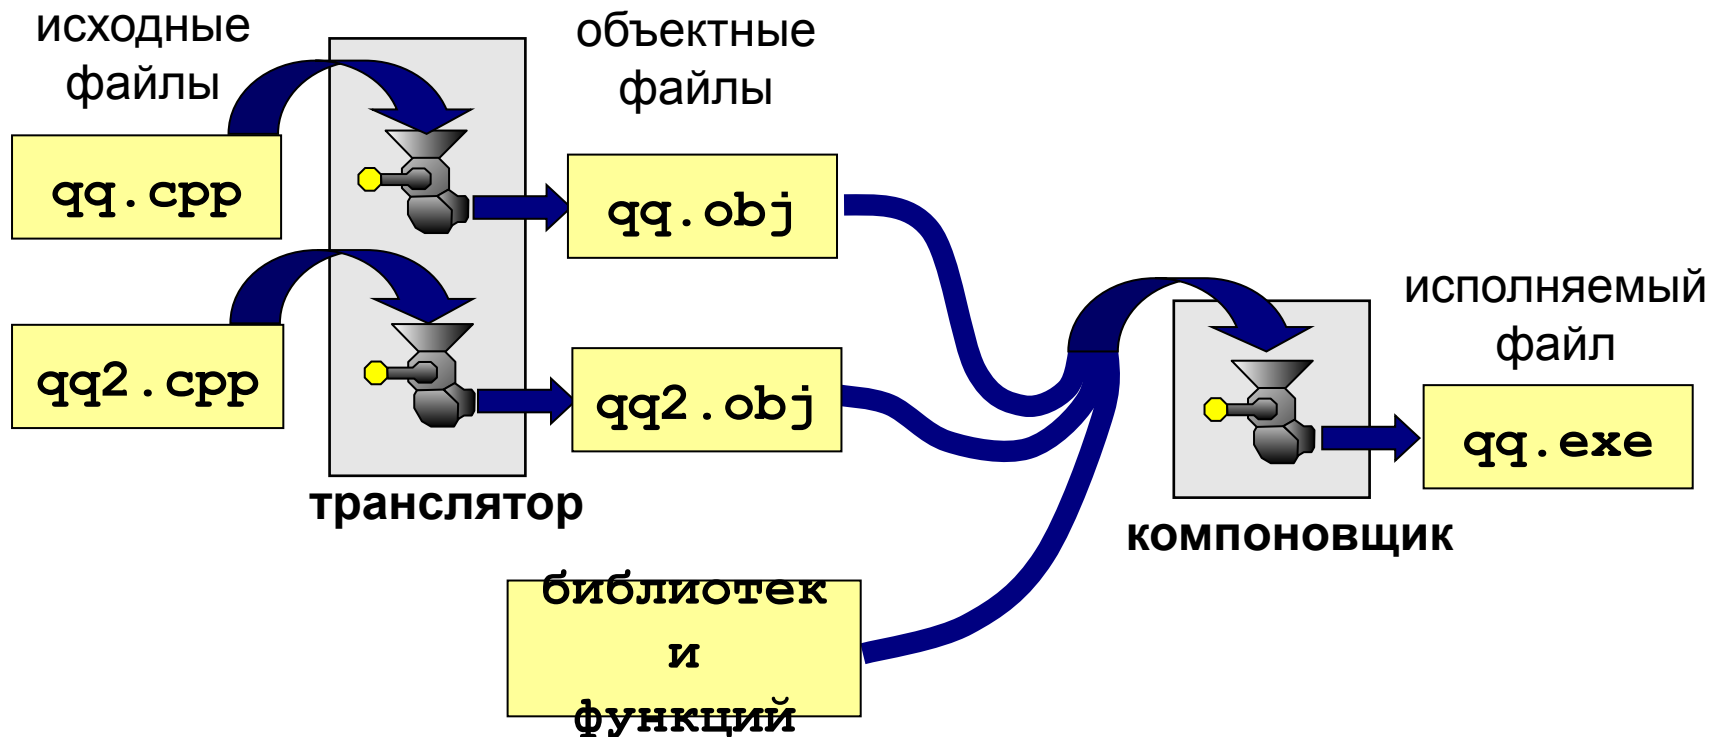 исходные
файлы
объектные
файлы
qq.cpp
qq.obj
qq2.cpp
qq2.obj
транслятор
исполняемый
файл
qq.exe
компоновщик
библиотек
и
функций